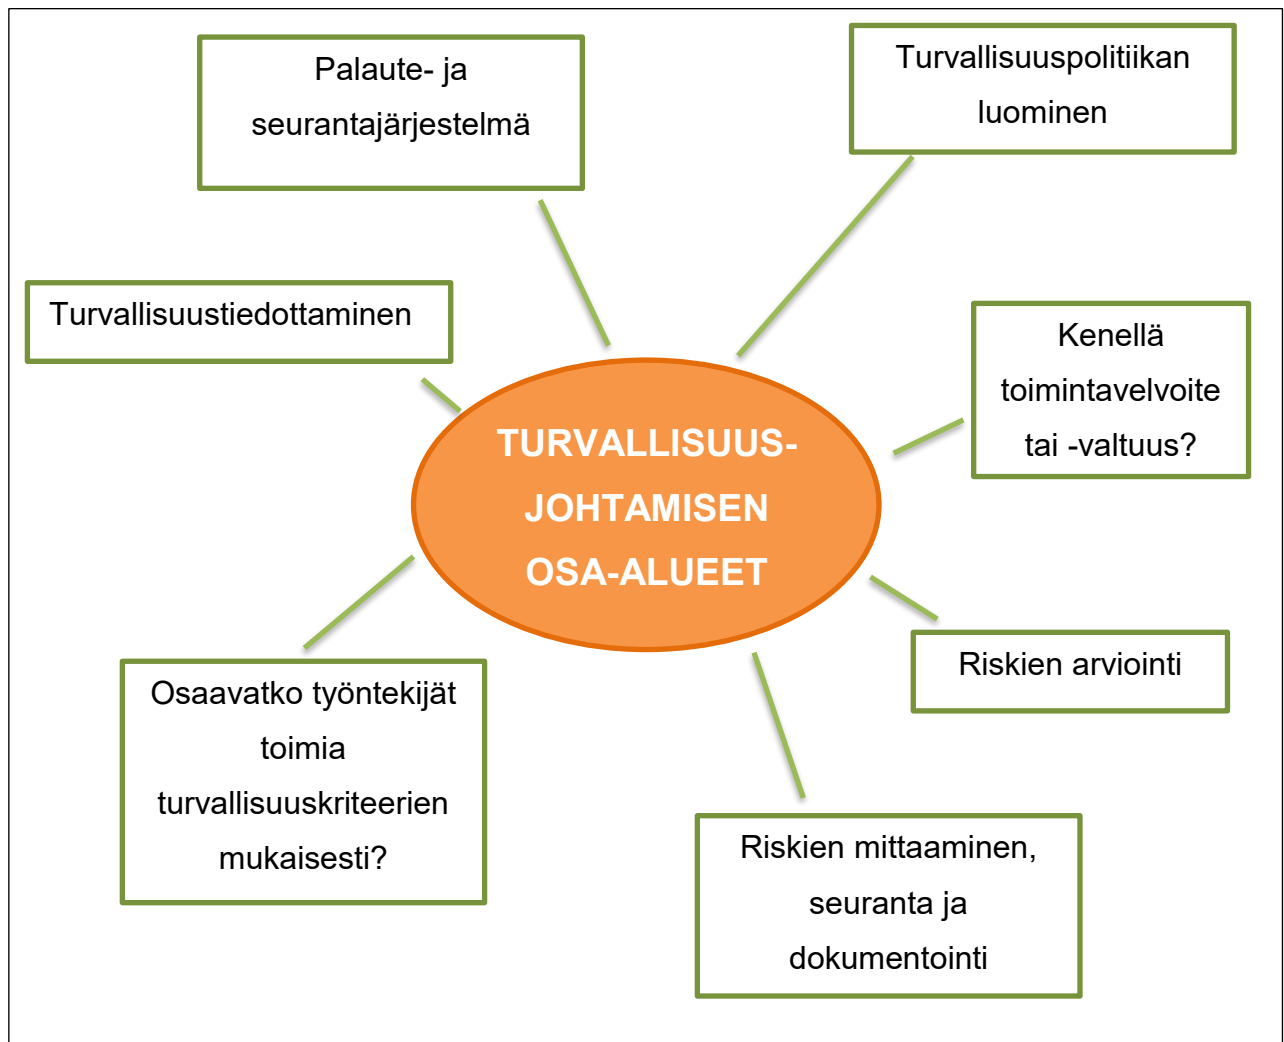 Palaute- ja
seurantajärjestelmä
Turvallisuuspolitiikan
luominen
Turvallisuustiedottaminen
Kenellä
toimintavelvoite
tai -valtuus?
TURVALLISUUS-
JOHTAMISEN
OSA-ALUEET
Riskien arviointi
Osaavatko työntekijät
toimia
turvallisuuskriteerien
mukaisesti?
Riskien mittaaminen,
seuranta ja
dokumentointi